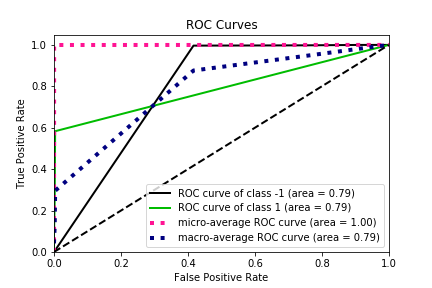 ROC Curves
True Positive Rate
1.0
0.8
0.6
0.4
0.2
0.0
ROC curve of class -1 (area = 0.79)
ROC curve of class 1 (area = 0.79)
micro-average ROC curve (area = 1.00)
macro-average ROC curve (area = 0.79)
0.0 0.2 0.4 0.6 0.8 1.0
False Positive Rate